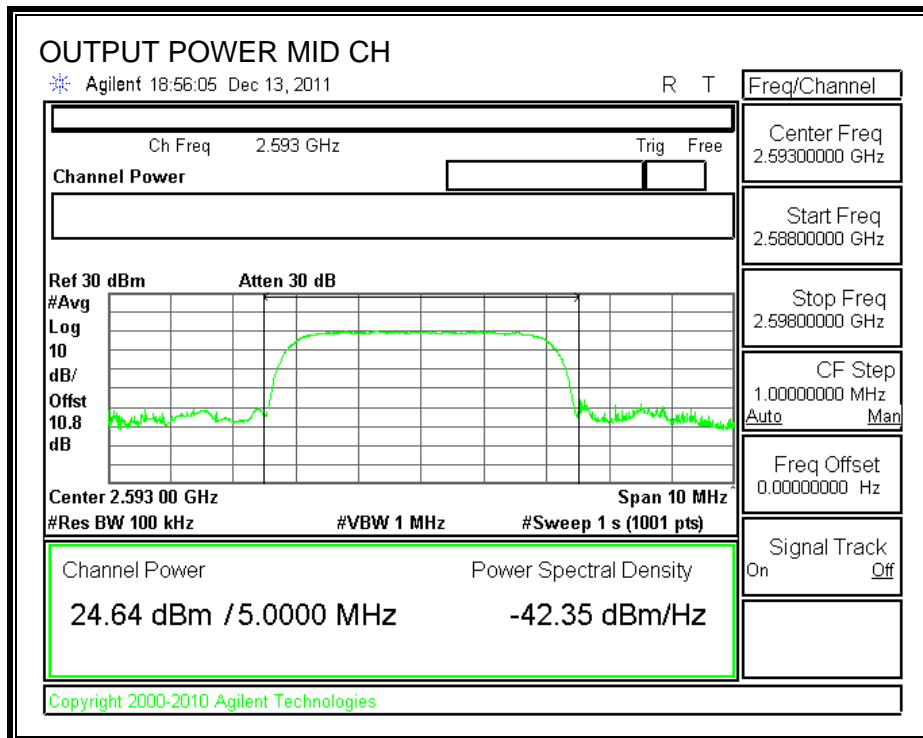 OUTPUT POWER MID CH
Agilent 18:56:05 Dec 13, 2011 R T
Ch Freq 2.593 GHz Trig Free
Channel Power
Ref 30 dBm Atten 30 dB
#Avg
Log
10
dB/
Offst
10.8
dB
Center 2.593 00 GHz Span 10 MHz
#Res BW 100 kHz #VBW 1 MHz #Sweep 1 s (1001 pts)
Channel Power Power Spectral Density
24.64 dBm / 5.0000 MHz -42.35 dBm/Hz
Copyright 2000-2010 Agilent Technologies
Freq/Channel
Center Freq
2.59300000 GHz
Start Freq
2.58800000 GHz
Stop Freq
2.59800000 GHz
CF Step
1.00000000 MHz
Auto Man
Freq Offset
0.00000000 Hz
Signal Track
On Off